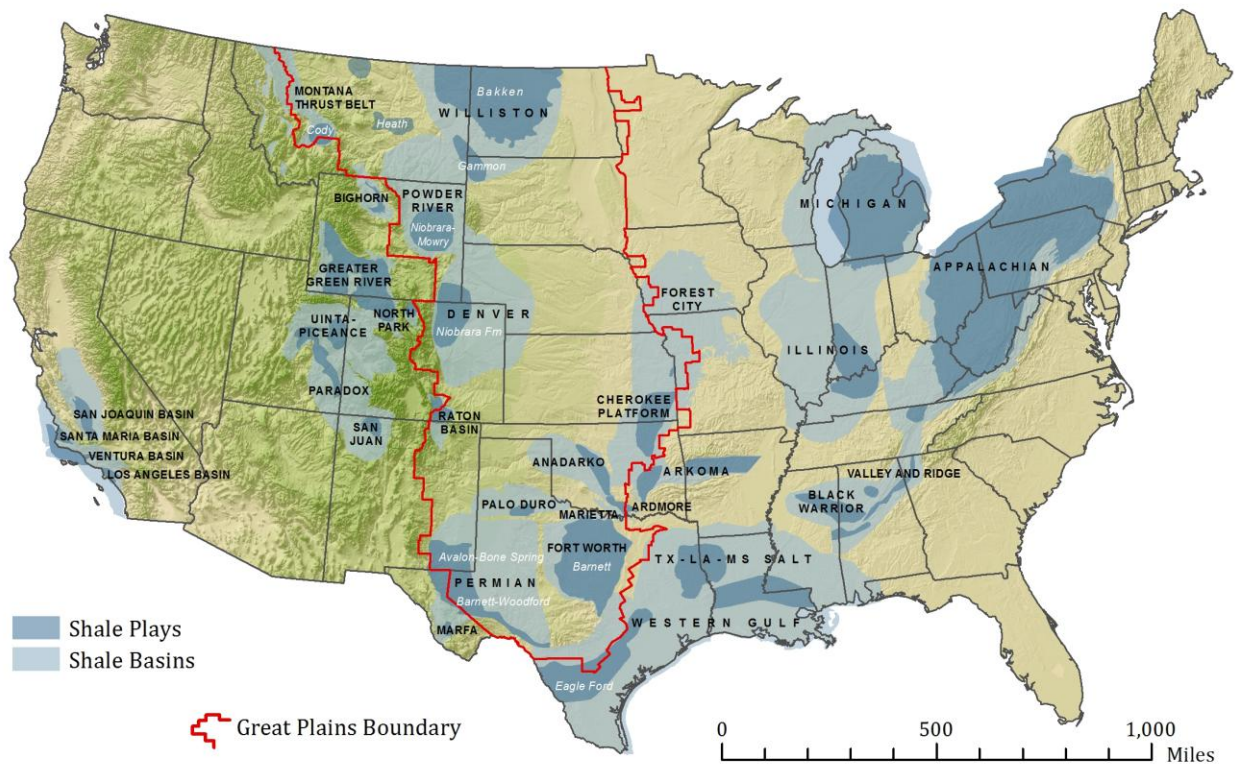 MONTANA
THRUST BELT
Cody
Heath
Bakken
WILLISTON
Gammon
BIGHORN
POWDER
RIVER
Niobrara-
Mowry
GREATER
GREEN RIVER
UINTA-
PICEANCE
NORTH
PARK
DENVER
Niobrara Fm
PARADOX
SAN
JUAN
RATON
BASIN
SAN JOAQUIN BASIN
SANTA MARIA BASIN
VENTURA BASIN
LOS ANGELES BASIN
FOREST
CITY
CHEROKEE
PLATFORM
ANADARKO
ARKOMA
PALO DURO
MARIETTA
ARDMORE
Avalon-Bone Spring
PERMIAN
Barnett-Woodford
MARFA
FORT WORTH
Barnett
TX-LA-MS SALT
WESTERN GULF
Eagle Ford
MICHIGAN
ILLINOIS
APPALACHIAN
VALLEY AND RIDGE
BLACK
WARRIOR
Shale Plays
Shale Basins
Great Plains Boundary
0 500 1,000
Miles